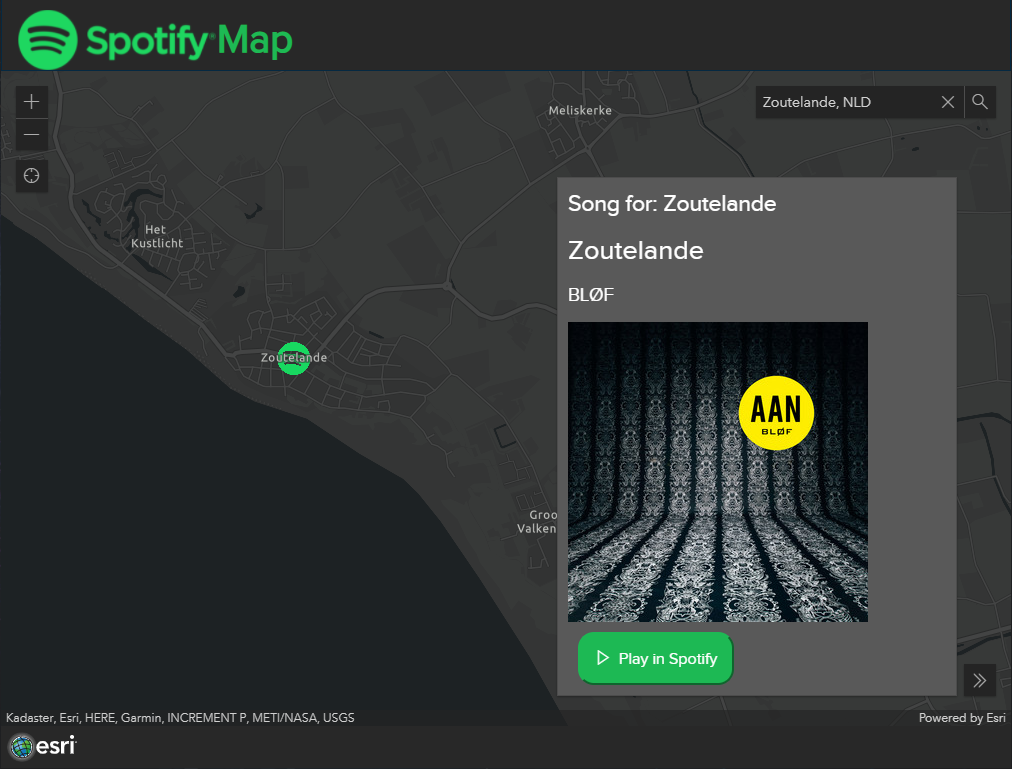 Spotify® Map
Zoutelande, NLD
Meliskerke
Het
Kustlicht
Zoutelande
Groo
Valken
Song for: Zoutelande
Zoutelande
BLØF
AAN
BLØF
Play in Spotify
Kadaster, Esri, HERE, Garmin, INCREMENT P, METI/NASA, USGS
Powered by Esri
esri